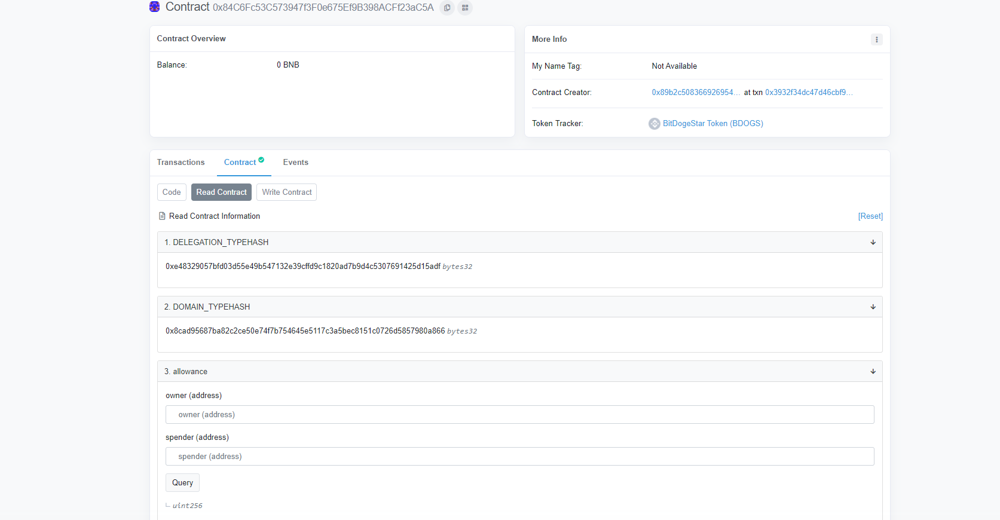 Contract 0x84C6Fc53C573947f3F0e675Ef9B398ACFf23aC5A
Contract Overview
Balance: 0 BNB
More Info
My Name Tag: Not Available
Contract Creator: 0x89b2c508366926954... at txn 0x3932f34dc47d46cbf9...
Token Tracker: BitDogeStar Token (BDOGS)
Transactions Contract Events
Code Read Contract Write Contract
Read Contract Information [Reset]
1. DELEGATION_TYPEHASH
0xe48329057bfd03d55e49b547132e39cffd9c1820ad7b9d4c5307691425d15adf bytes32
2. DOMAIN_TYPEHASH
0x8cad95687ba82c2ce50e74f7b754645e5117c3a5bec8151c0726d5857980a866 bytes32
3. allowance
owner (address)
owner (address)
spender (address)
spender (address)
Query
uint256